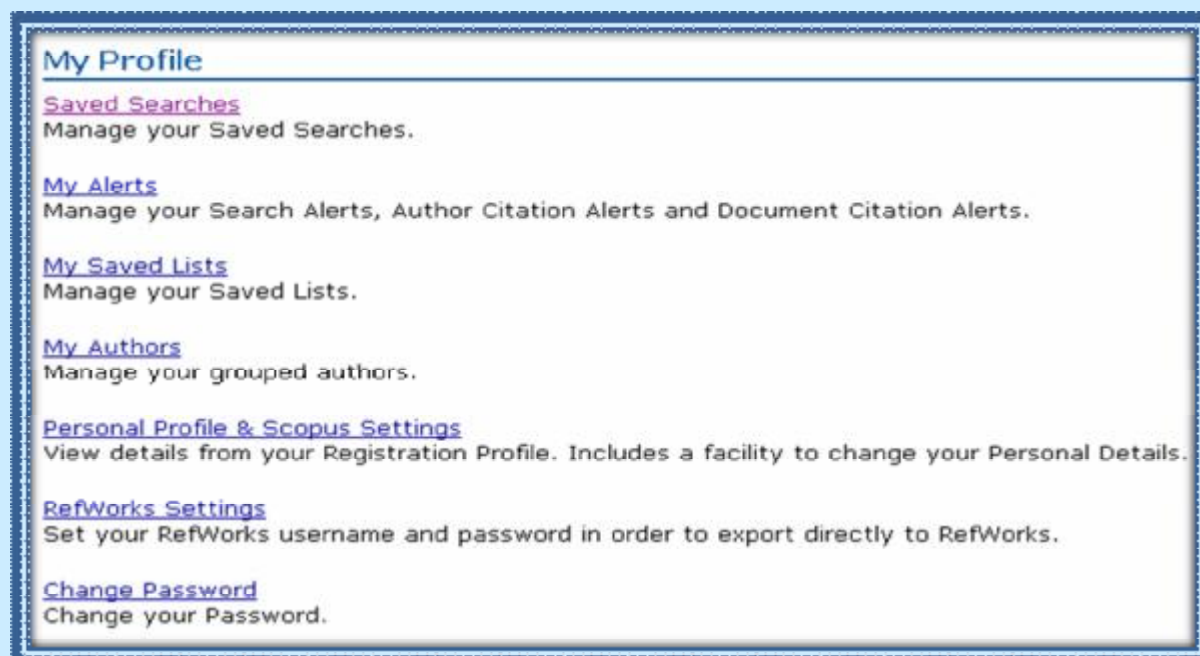 My Profile
Saved Searches
Manage your Saved Searches.
My Alerts
Manage your Search Alerts, Author Citation Alerts and Document Citation Alerts.
My Saved Lists
Manage your Saved Lists.
My Authors
Manage your grouped authors.
Personal Profile & Scopus Settings
View details from your Registration Profile. Includes a facility to change your Personal Details.
RefWorks Settings
Set your RefWorks username and password in order to export directly to RefWorks.
Change Password
Change your Password.